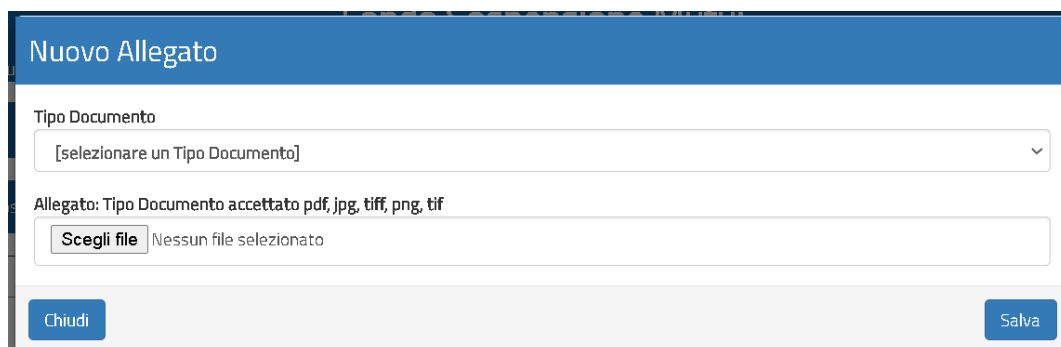 Nuovo Allegato
Tipo Documento
[selezionare un Tipo Documento]
Allegato: Tipo Documento accettato pdf, jpg, tiff, png, tif
Scegli file Nessun file selezionato
Chiudi Salva